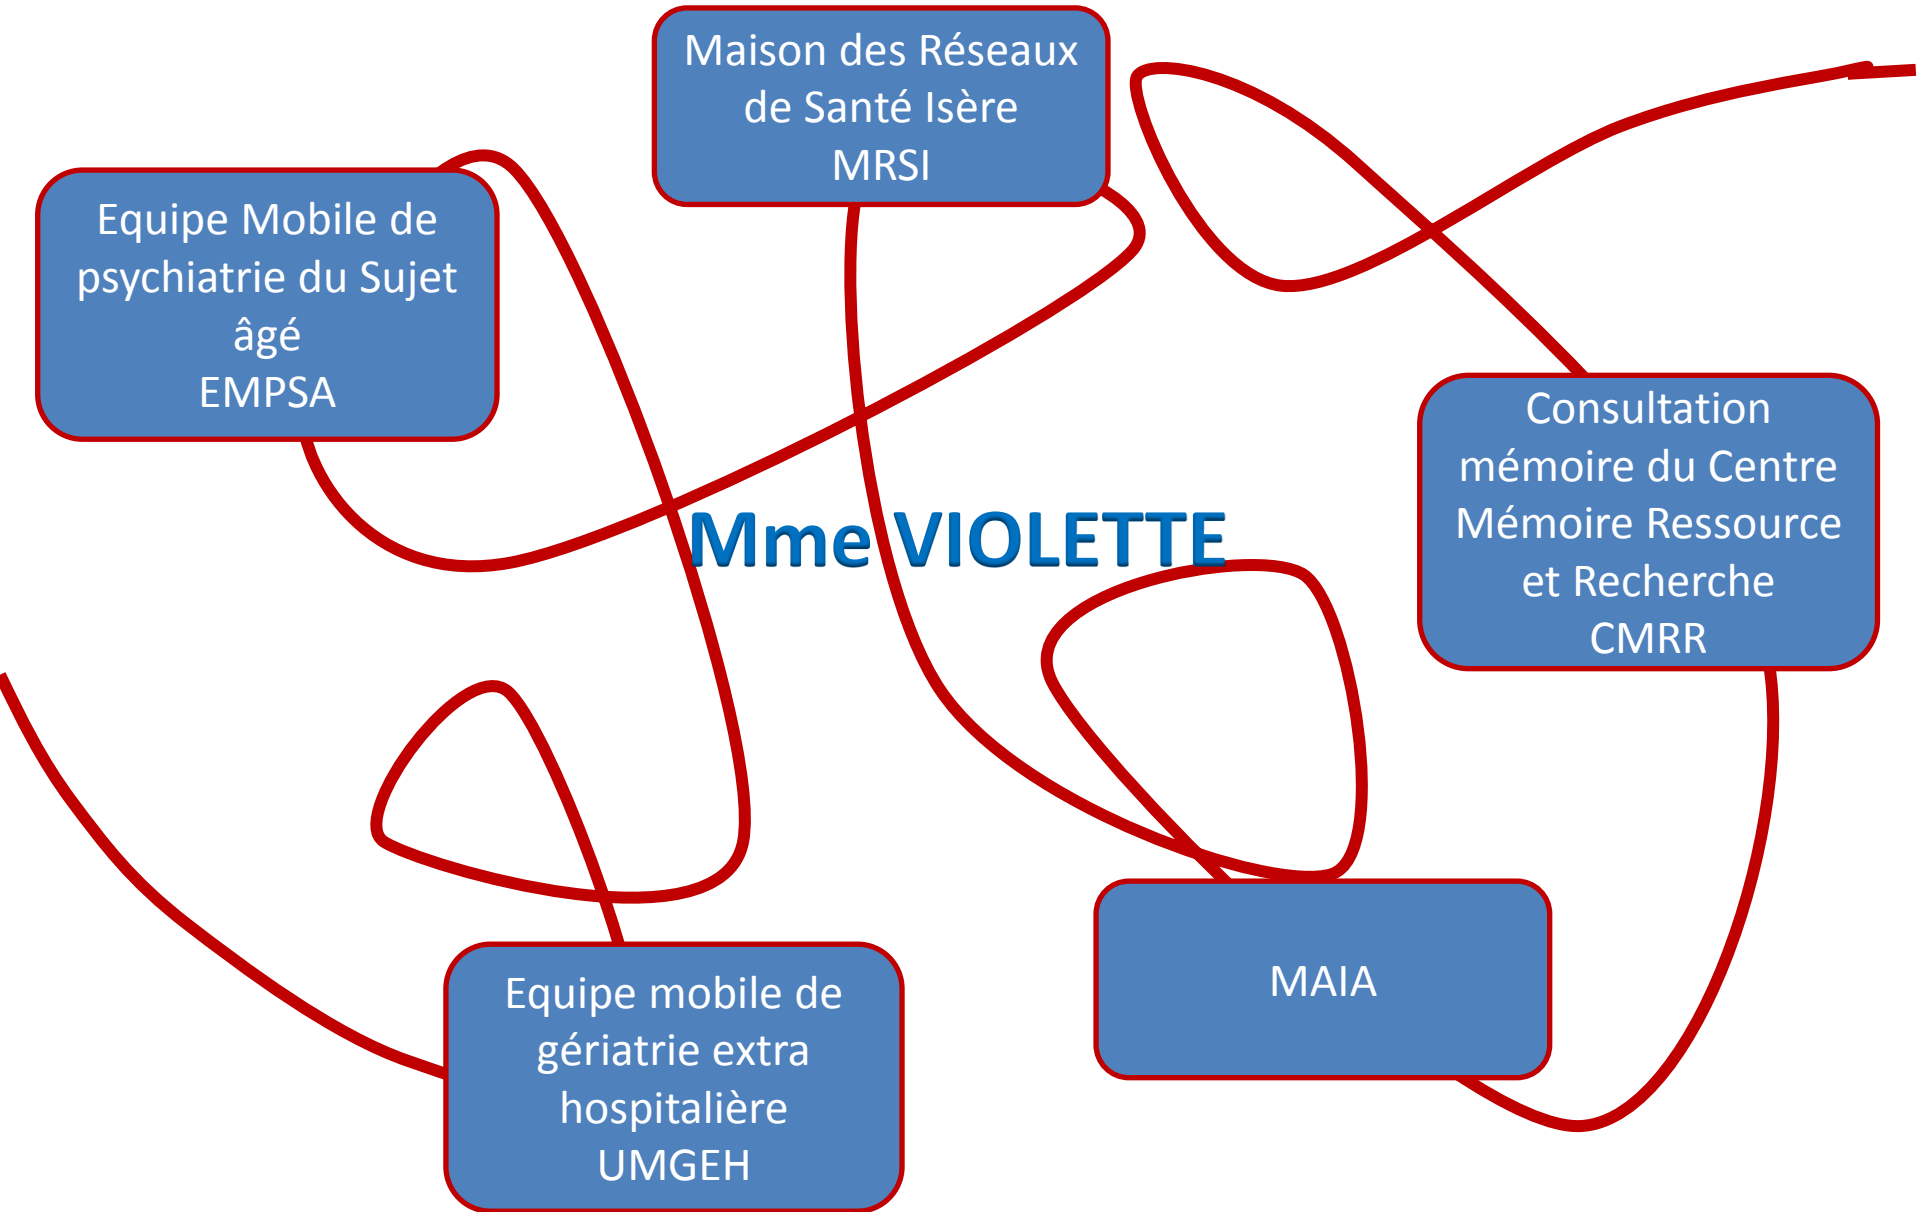 Maison des Réseaux
de Santé Isère
MRSI
Equipe Mobile de
psychiatrie du Sujet
âgé
EMPSA
Consultation
mémoire du Centre
Mémoire Ressource
et Recherche
CMRR
Mme VIOLETTE
Equipe mobile de
gériatrie extra
hospitalière
UMGEH
MAIA